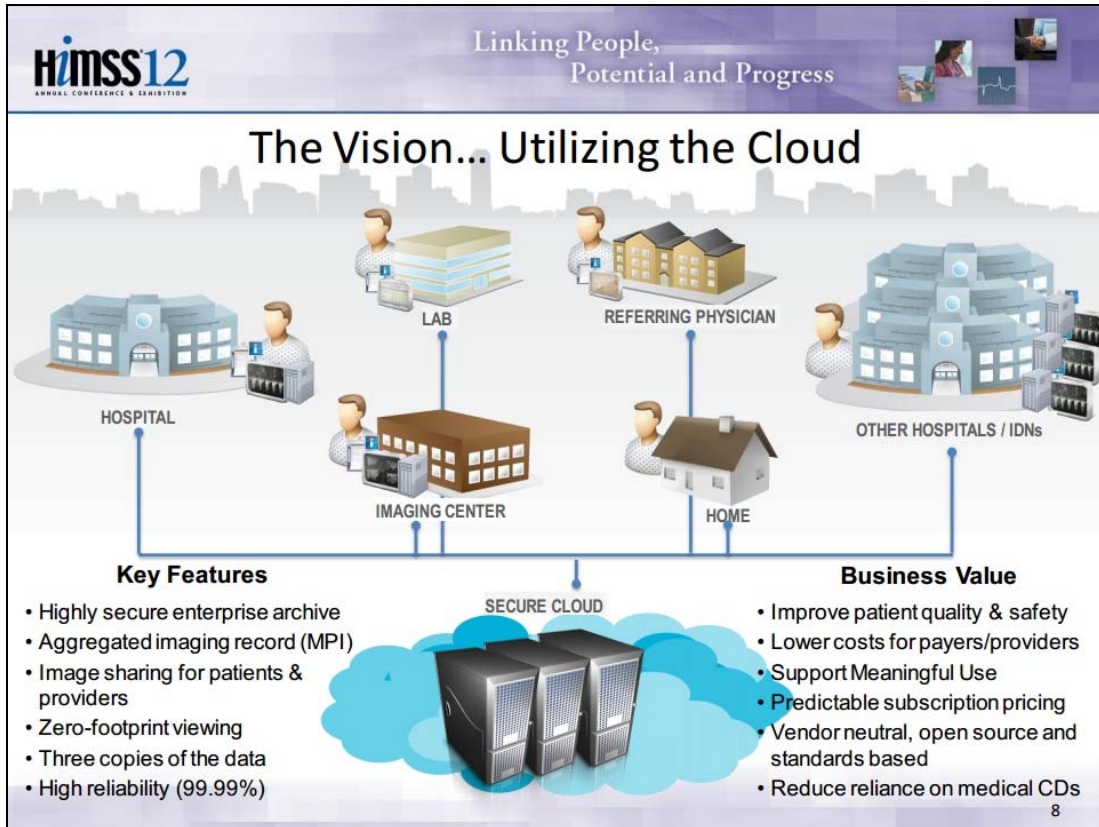 HiMSS12
ANNUAL CONFERENCE & EXHIBITION
Linking People,
Potential and Progress
The Vision... Utilizing the Cloud
LAB
REFERRING PHYSICIAN
HOSPITAL
OTHER HOSPITALS / IDNs
IMAGING CENTER
HOME
Key Features
• Highly secure enterprise archive
• Aggregated imaging record (MPI)
• Image sharing for patients &
providers
• Zero-footprint viewing
• Three copies of the data
• High reliability (99.99%)
SECURE CLOUD
Business Value
• Improve patient quality & safety
• Lower costs for payers/providers
• Support Meaningful Use
• Predictable subscription pricing
• Vendor neutral, open source and
standards based
• Reduce reliance on medical CDs
8